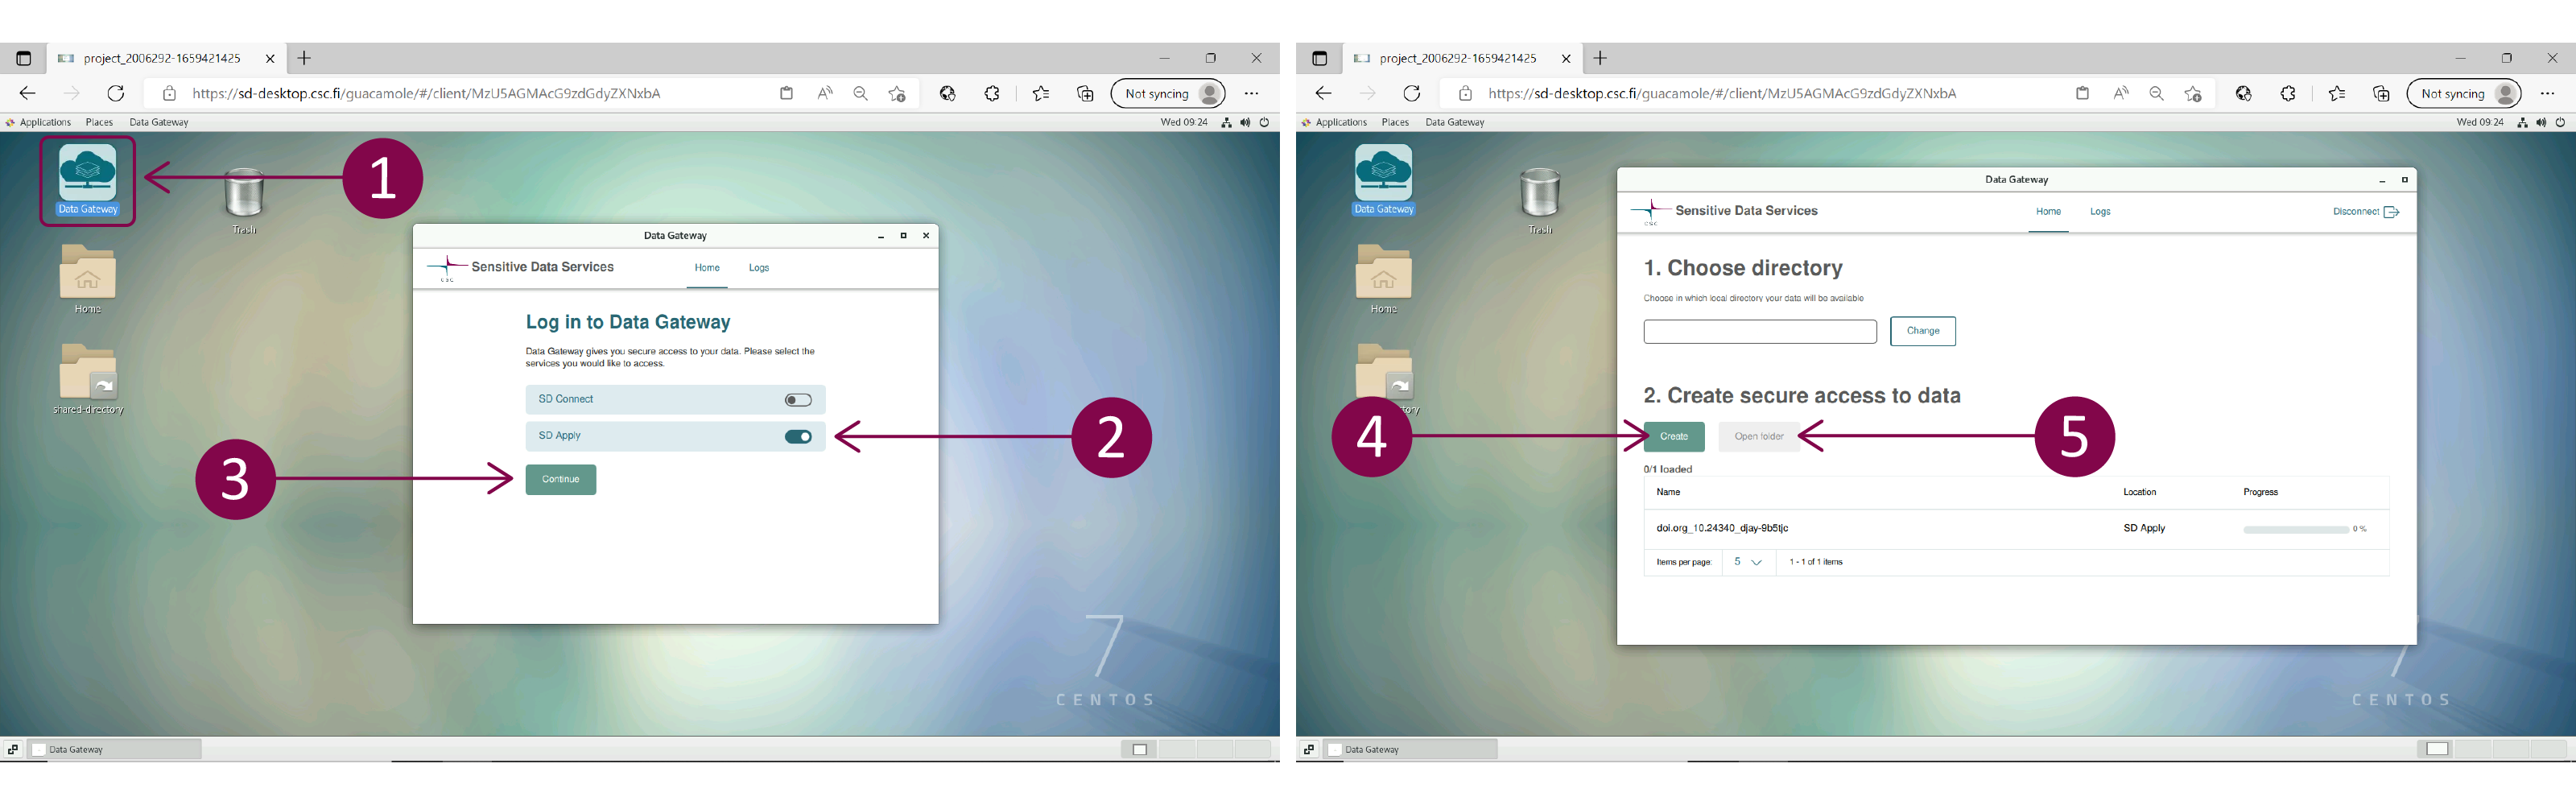 project_2006292-1659421425
https://sd-desktop.csc.fi/guacamole/#/client/MzU5AGMAcG9zdGdyZXNxbA
Not syncing
Applications Places Data Gateway
Wed 09:24
Data Gateway
Trash
Home
shared-directory
1
Data Gateway
CSC
Sensitive Data Services
Home
Logs
Log in to Data Gateway
Data Gateway gives you secure access to your data. Please select the
services you would like to access.
SD Connect
SD Apply
2
3
Continue
7
CENTOS
Data Gateway
project_2006292-1659421425
https://sd-desktop.csc.fi/guacamole/#/client/MzU5AGMAcG9zdGdyZXNxbA
Not syncing
Applications Places Data Gateway
Wed 09:24
Data Gateway
Trash
Home
tory
Data Gateway
CSC
Sensitive Data Services
Home
Logs
Disconnect
1. Choose directory
Choose in which local directory your data will be available
Change
2. Create secure access to data
4
Create
Open folder
5
0/1 loaded
Name Location Progress
doi.org_10.24340_djay-9b5tjc SD Apply 0 %
Items per page: 5 1 - 1 of 1 items
7
CENTOS
Data Gateway